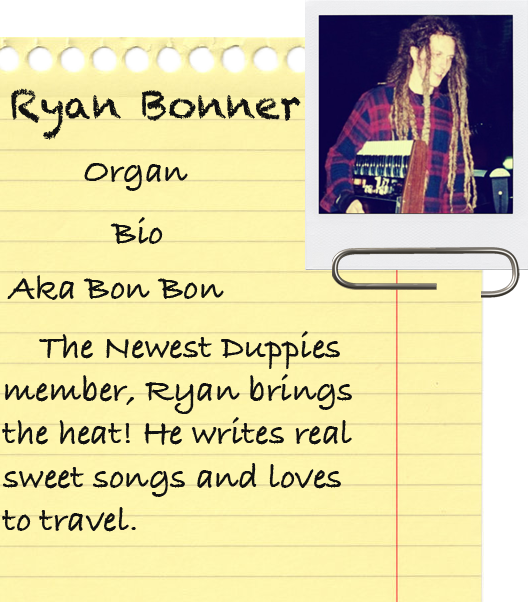 Ryan Bonner
Organ
Bio
Aka Bon Bon
The Newest Duppies
member, Ryan brings
the heat! He writes real
sweet songs and loves
to travel.